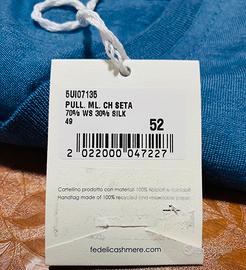 5UI07135
PULL. ML. CH SETA
70% WS 30% SILK
49
52
2 022000 047227
Cartellino prodotto con materiali 100% riciclati e riciclabili
Handtag made of 100% recycled and recyclable paper
fedelicashmere.com